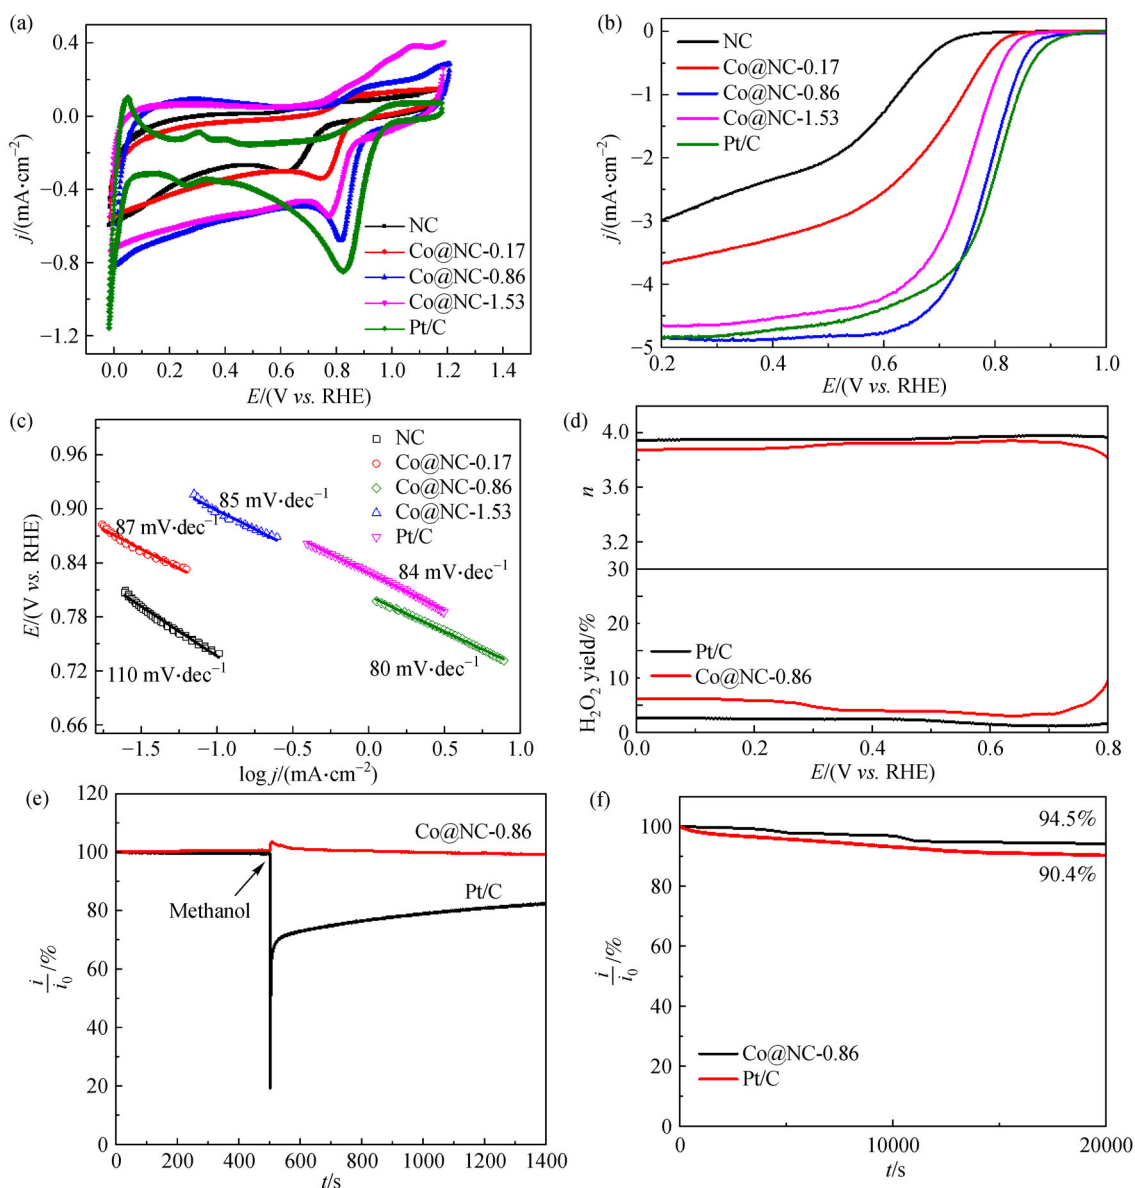 (a)
0.4
0.0
−0.4
−0.8
−1.2
j/(mA·cm−2)
NC
Co@NC-0.17
Co@NC-0.86
Co@NC-1.53
Pt/C
0.0 0.2 0.4 0.6 0.8 1.0 1.2 1.4
E/(V vs. RHE)
(b)
0
−1
−2
−3
−4
−5
j/(mA·cm−2)
NC
Co@NC-0.17
Co@NC-0.86
Co@NC-1.53
Pt/C
0.2 0.4 0.6 0.8 1.0
E/(V vs. RHE)
(c)
0.96
0.90
0.84
0.78
0.72
0.66
E/(V vs. RHE)
NC
Co@NC-0.17
Co@NC-0.86
Co@NC-1.53
Pt/C
85 mV·dec−1
87 mV·dec−1
84 mV·dec−1
110 mV·dec−1
80 mV·dec−1
−1.5 −1.0 −0.5 0.0 0.5 1.0
log j/(mA·cm−2)
(d)
4.0
3.6
3.2
n
30
20
10
0
H2O2 yield/%
Pt/C
Co@NC-0.86
0.0 0.2 0.4 0.6 0.8
E/(V vs. RHE)
(e)
120
100
80
60
40
20
0
i/i0/%
Co@NC-0.86
Pt/C
Methanol
0 200 400 600 800 1000 1200 1400
t/s
(f)
100
80
60
40
20
0
i/i0/%
94.5%
90.4%
Co@NC-0.86
Pt/C
0 10000 20000
t/s